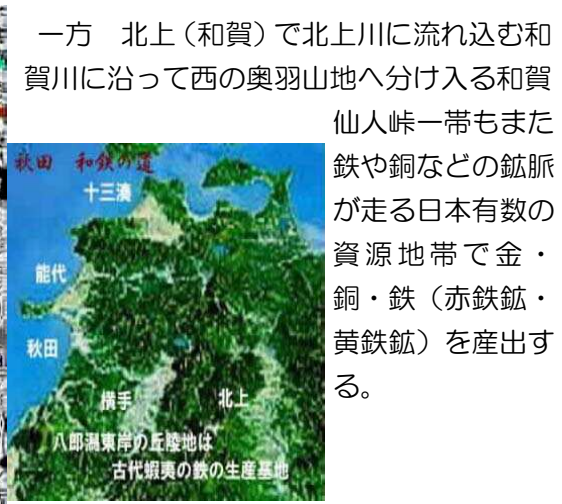 一方　北上（和賀）で北上川に流れ込む和
賀川に沿って西の奥羽山地へ分け入る和賀
仙人峠一帯もまた
鉄や銅などの鉱脈
が走る日本有数の
資源地帯で金・
銅・鉄（赤鉄鉱・
黄鉄鉱）を産出す
る。
秋田　和鉄の道
十三湊
能代
秋田
横手
北上
八郎潟東岸の丘陵地は
古代蝦夷の鉄の生産基地